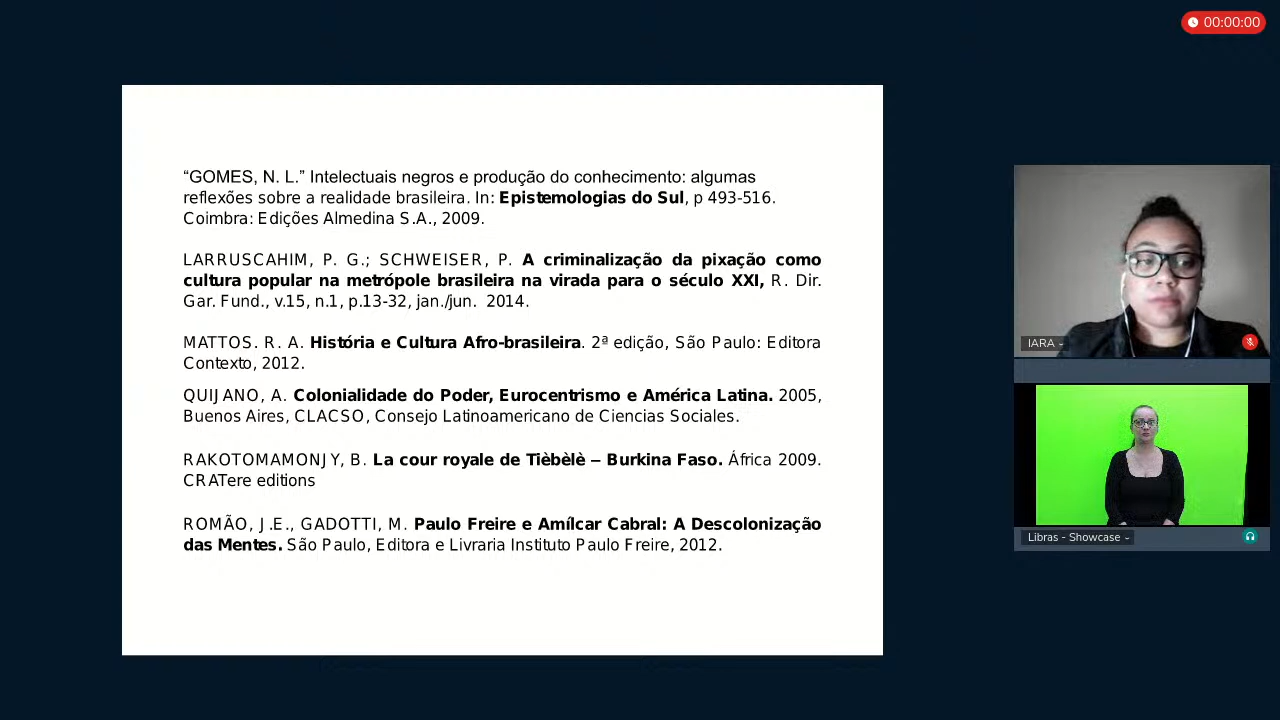 00:00:00
“GOMES, N. L.” Intelectuais negros e produção do conhecimento: algumas
reflexões sobre a realidade brasileira. In: Epistemologias do Sul, p 493-516.
Coimbra: Edições Almedina S.A., 2009.
LARRUSCAHIM, P. G.; SCHWEISER, P. A criminalização da pixação como
cultura popular na metrópole brasileira na virada para o século XXI, R. Dir.
Gar. Fund., v.15, n.1, p.13-32, jan./jun. 2014.
MATTOS. R. A. História e Cultura Afro-brasileira. 2ª edição, São Paulo: Editora
Contexto, 2012.
QUIJANO, A. Colonialidade do Poder, Eurocentrismo e América Latina. 2005,
Buenos Aires, CLACSO, Consejo Latinoamericano de Ciencias Sociales.
RAKOTOMAMONJY, B. La cour royale de Tièbèlè – Burkina Faso. África 2009.
CRATere editions
ROMÃO, J.E., GADOTTI, M. Paulo Freire e Amílcar Cabral: A Descolonização
das Mentes. São Paulo, Editora e Livraria Instituto Paulo Freire, 2012.
IARA
Libras - Showcase